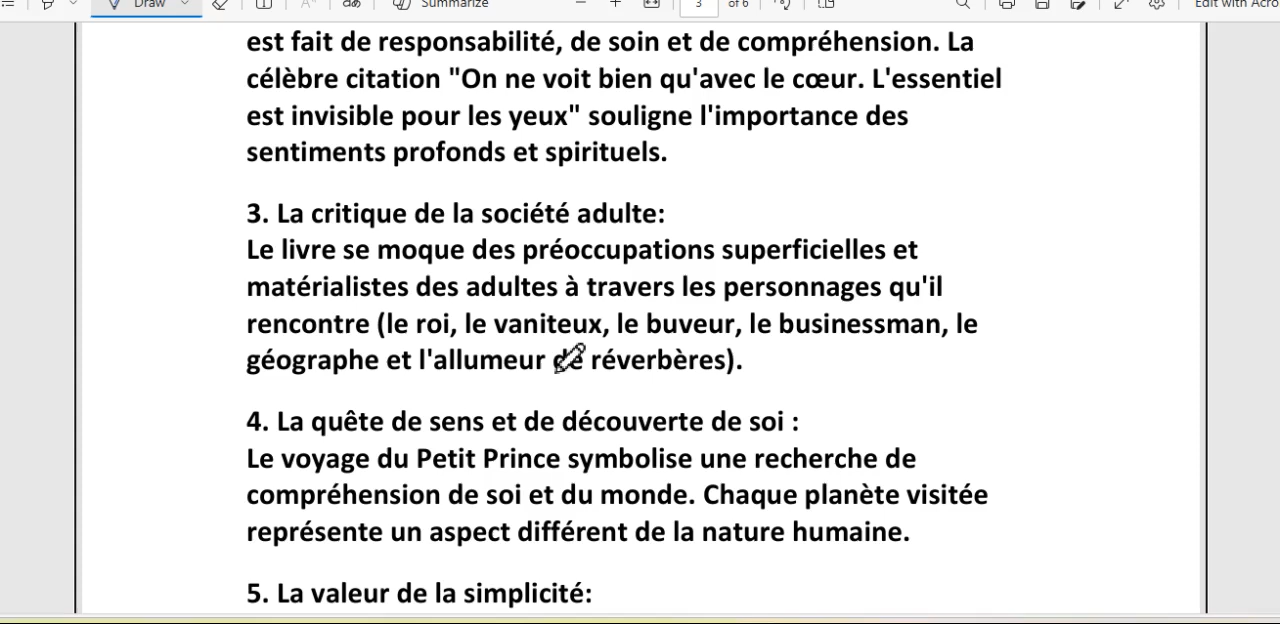 Draw
Summarize
3 of 6
Edit with Acro
est fait de responsabilité, de soin et de compréhension. La
célèbre citation "On ne voit bien qu'avec le cœur. L'essentiel
est invisible pour les yeux" souligne l'importance des
sentiments profonds et spirituels.
3. La critique de la société adulte:
Le livre se moque des préoccupations superficielles et
matérialistes des adultes à travers les personnages qu'il
rencontre (le roi, le vaniteux, le buveur, le businessman, le
géographe et l'allumeur de réverbères).
4. La quête de sens et de découverte de soi :
Le voyage du Petit Prince symbolise une recherche de
compréhension de soi et du monde. Chaque planète visitée
représente un aspect différent de la nature humaine.
5. La valeur de la simplicité: